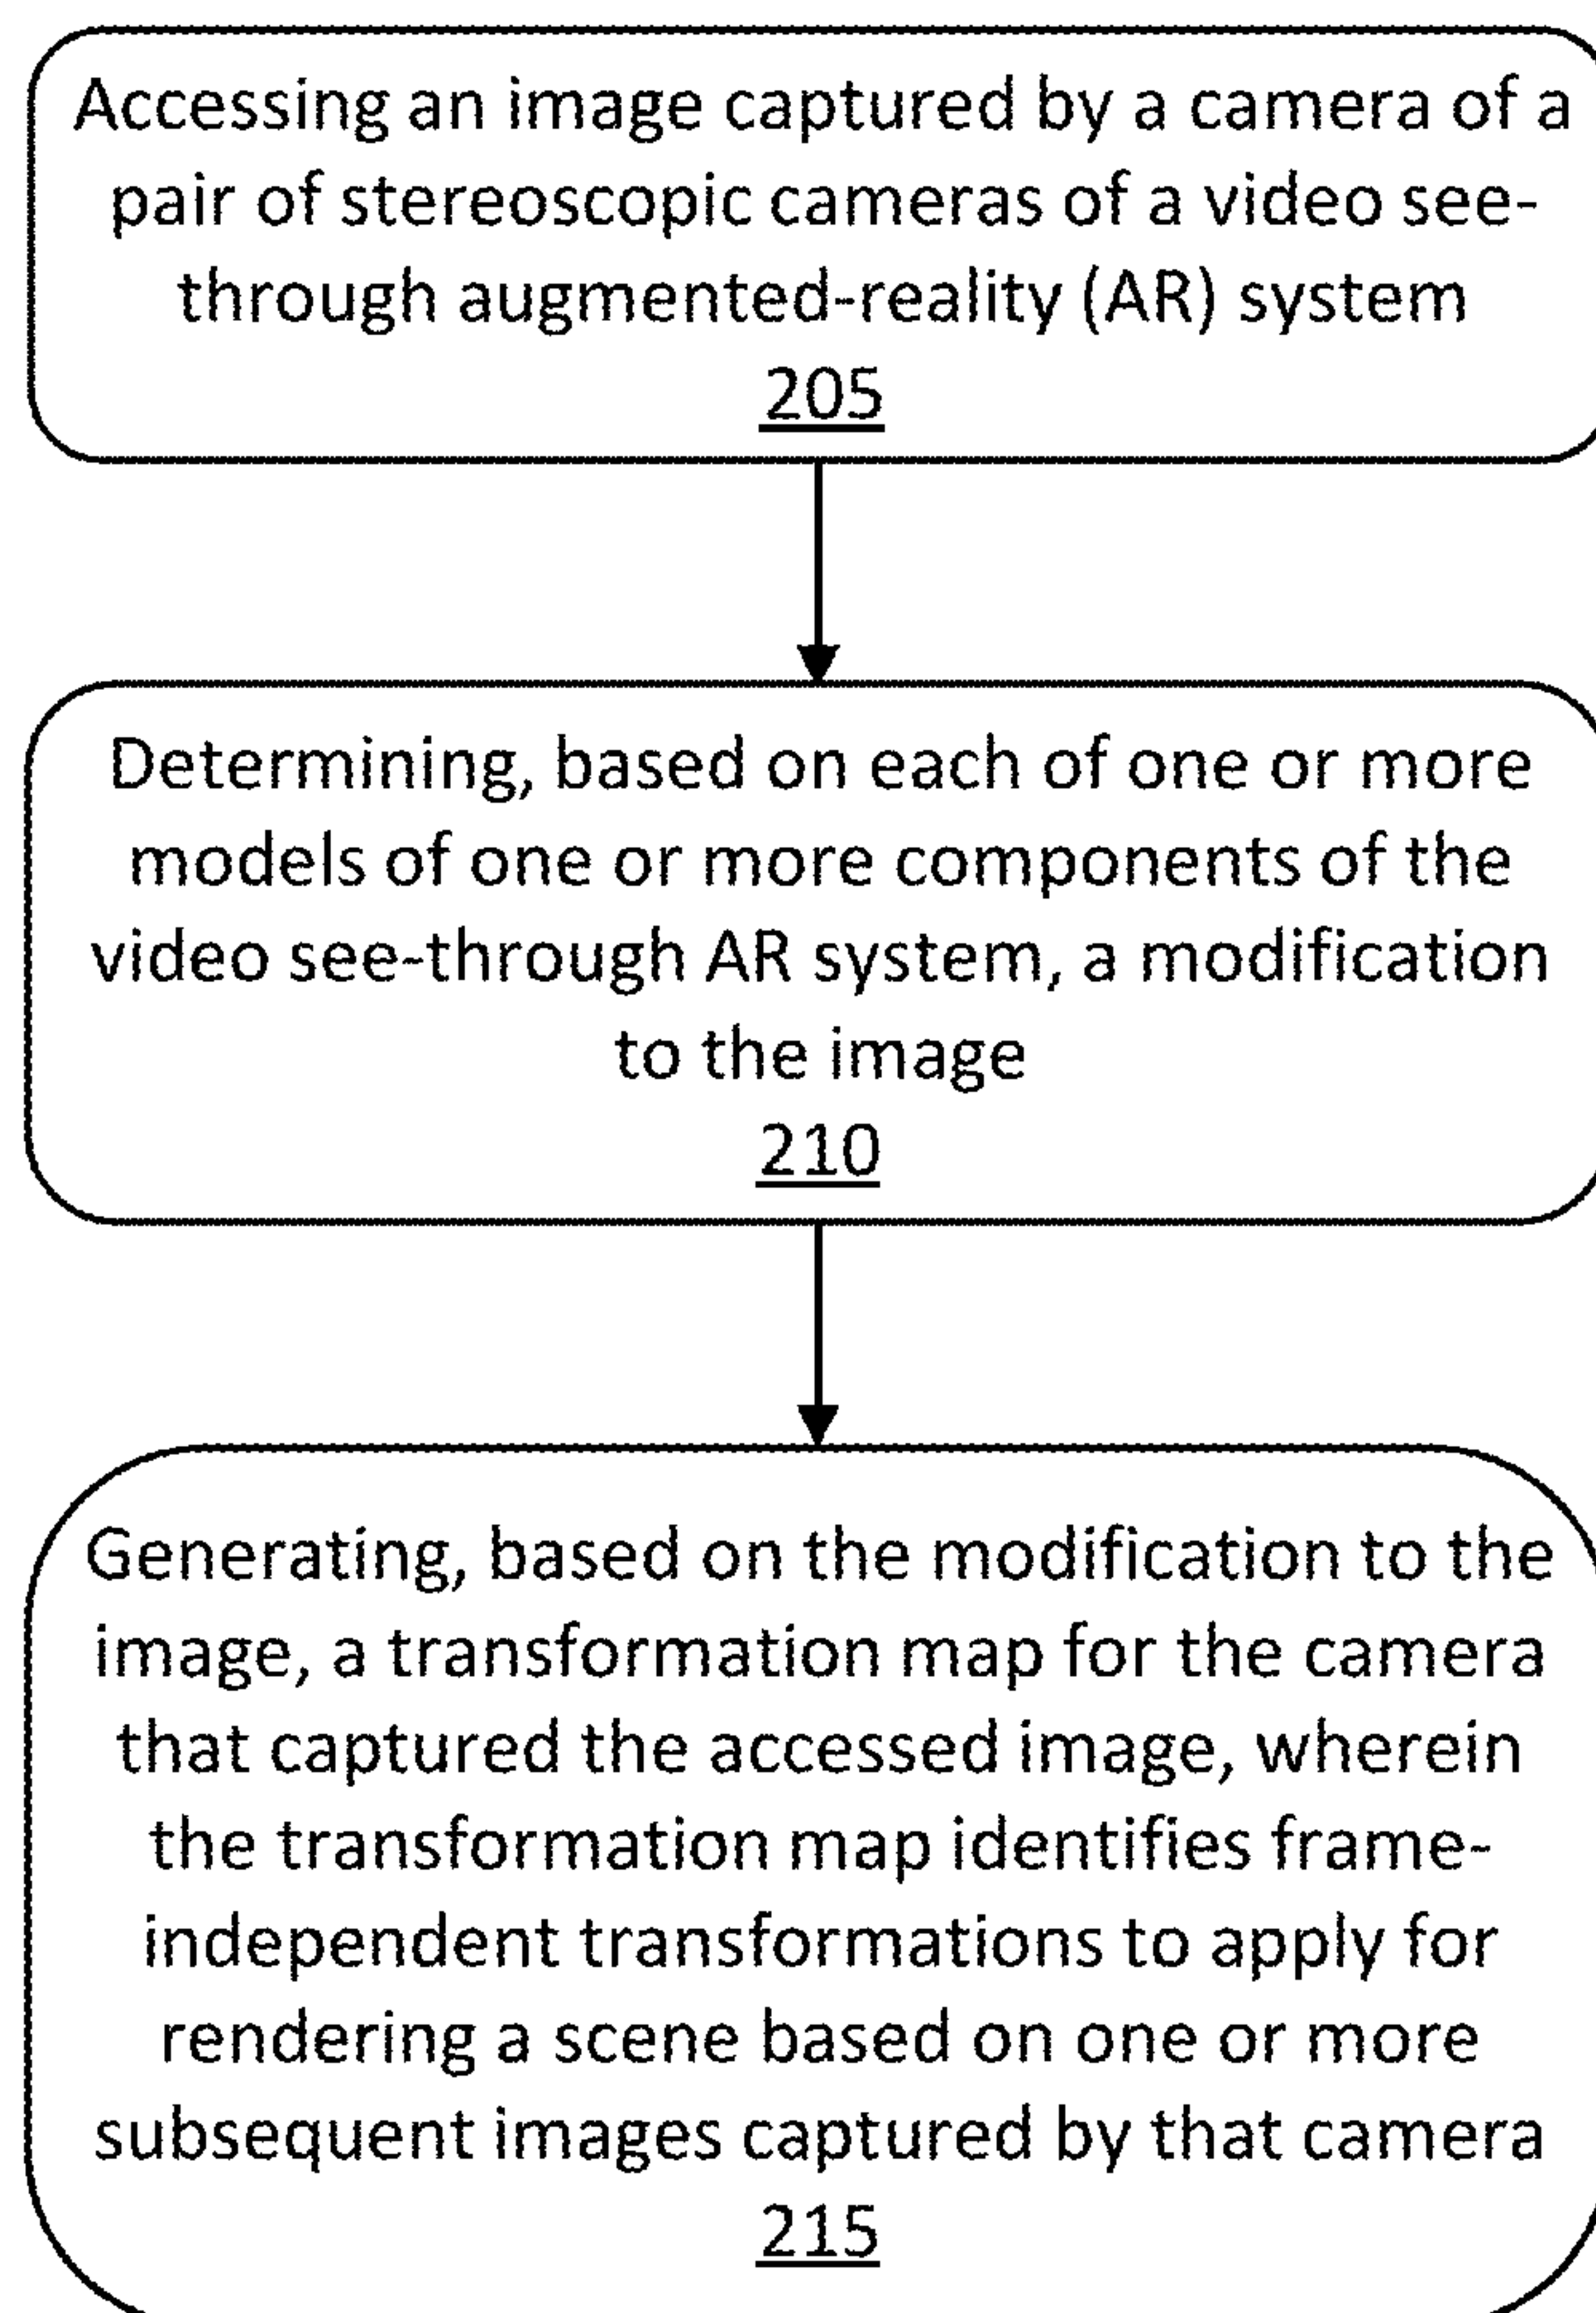 Accessing an image captured by a camera of a
pair of stereoscopic cameras of a video see-
through augmented-reality (AR) system
205
Determining, based on each of one or more
models of one or more components of the
video see-through AR system, a modification
to the image
210
Generating, based on the modification to the
image, a transformation map for the camera
that captured the accessed image, wherein
the transformation map identifies frame-
independent transformations to apply for
rendering a scene based on one or more
subsequent images captured by that camera
215